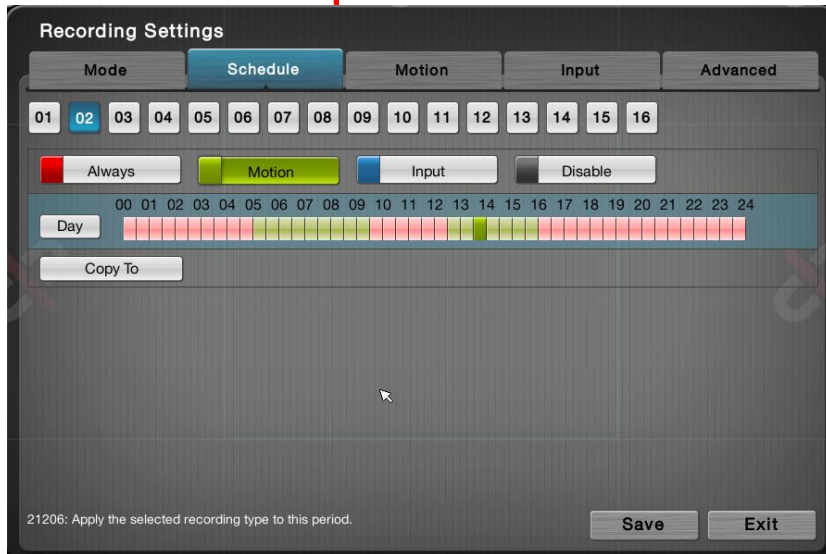 Recording Settings
Mode Schedule Motion Input Advanced
01 02 03 04 05 06 07 08 09 10 11 12 13 14 15 16
Always Motion Input Disable
00 01 02 03 04 05 06 07 08 09 10 11 12 13 14 15 16 17 18 19 20 21 22 23 24
Day
Copy To
21206: Apply the selected recording type to this period.
Save Exit